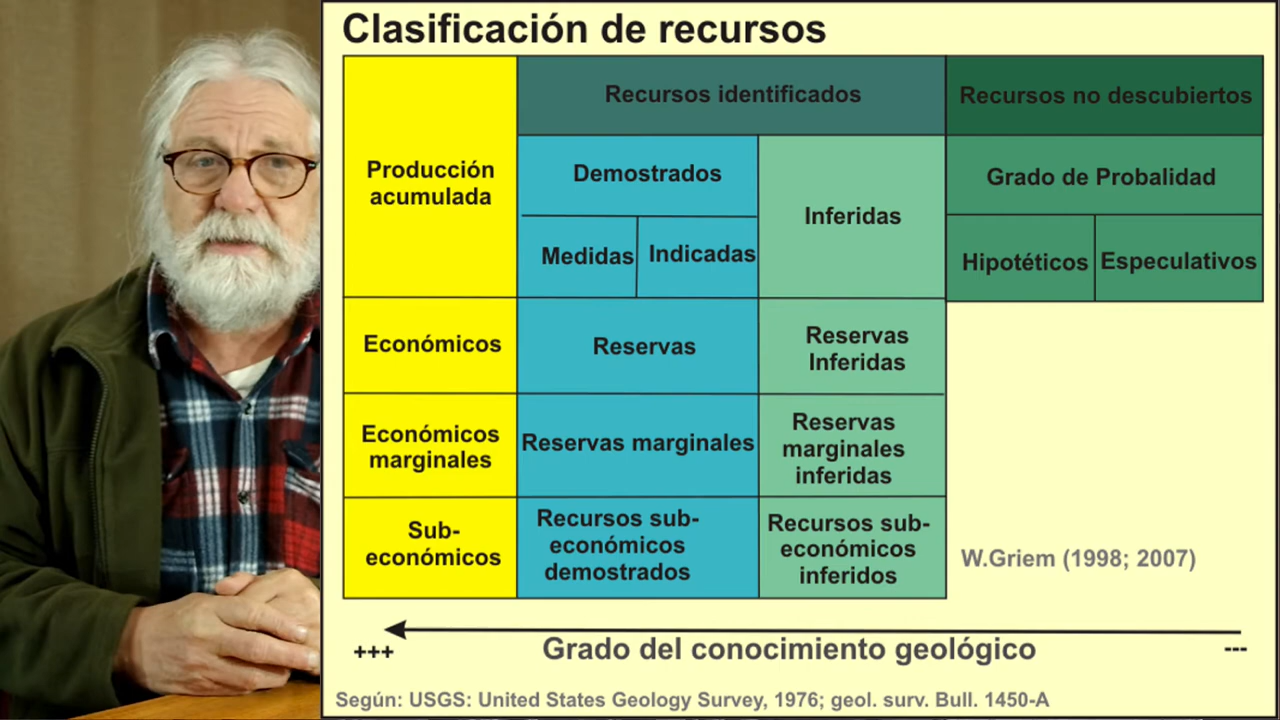 Clasificación de recursos
Producción
acumulada
Recursos identificados
Recursos no descubiertos
Demostrados
Inferidas
Grado de Probalidad
Medidas
Indicadas
Hipotéticos
Especulativos
Económicos
Reservas
Reservas
Inferidas
Económicos
marginales
Reservas marginales
Reservas
marginales
inferidas
Sub-
económicos
Recursos sub-
económicos
demostrados
Recursos sub-
económicos
inferidos
W.Griem (1998; 2007)
+++
Grado del conocimiento geológico
---
Según: USGS: United States Geology Survey, 1976; geol. surv. Bull. 1450-A